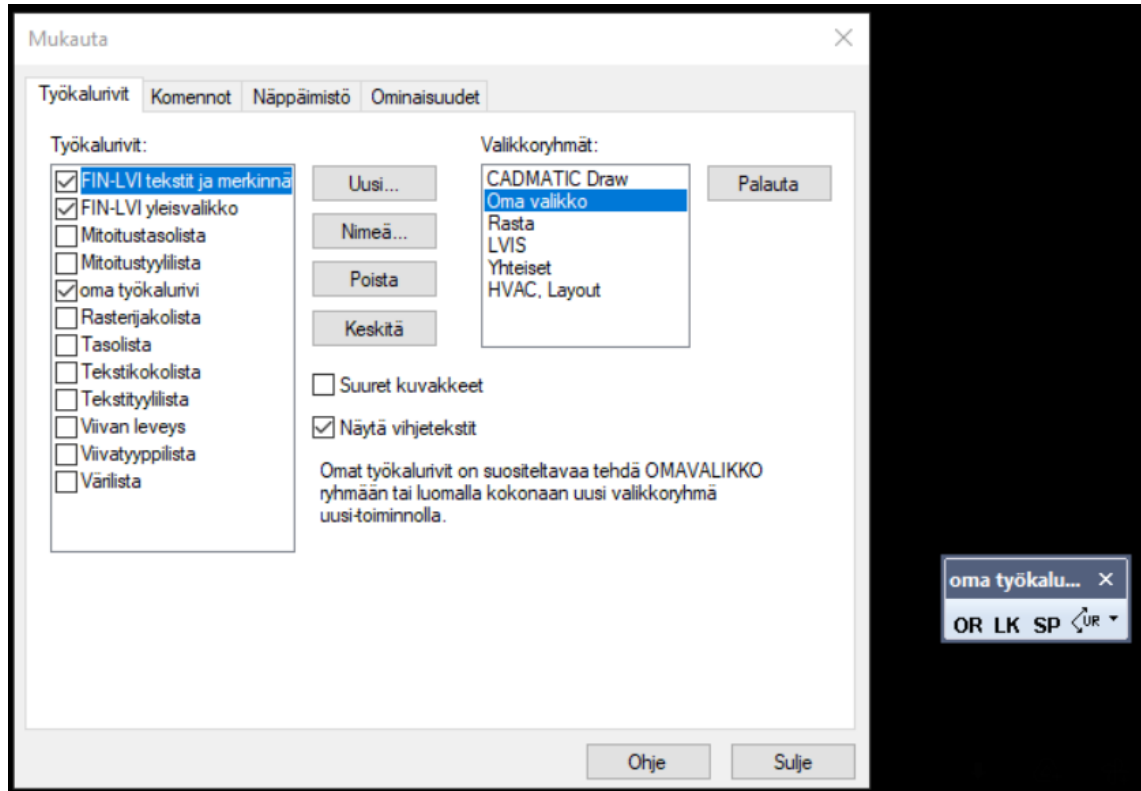 Mukauta
Työkalurivit Komennot Näppäimistö Ominaisuudet
Työkalurivit:
FIN-LVI tekstit ja merkinnä
FIN-LVI yleisvalikko
Mitoitustasolista
Mitoitustyylilista
oma työkalurivi
Rasterijakolista
Tasolista
Tekstikokolista
Tekstityylilista
Viivan leveys
Viivatyyppilista
Värilista
Uusi...
Nimeä...
Poista
Keskitä
Valikkoryhmät:
CADMATIC Draw
Oma valikko
Rasta
LVIS
Yhteiset
HVAC, Layout
Palauta
Suuret kuvakkeet
Näytä vihjetekstit
Omat työkalurivit on suositeltavaa tehdä OMAVALIKKO
ryhmään tai luomalla kokonaan uusi valikkoryhmä
uusi-toiminnolla.
Ohje Sulje
oma työkalu...
OR LK SP UR